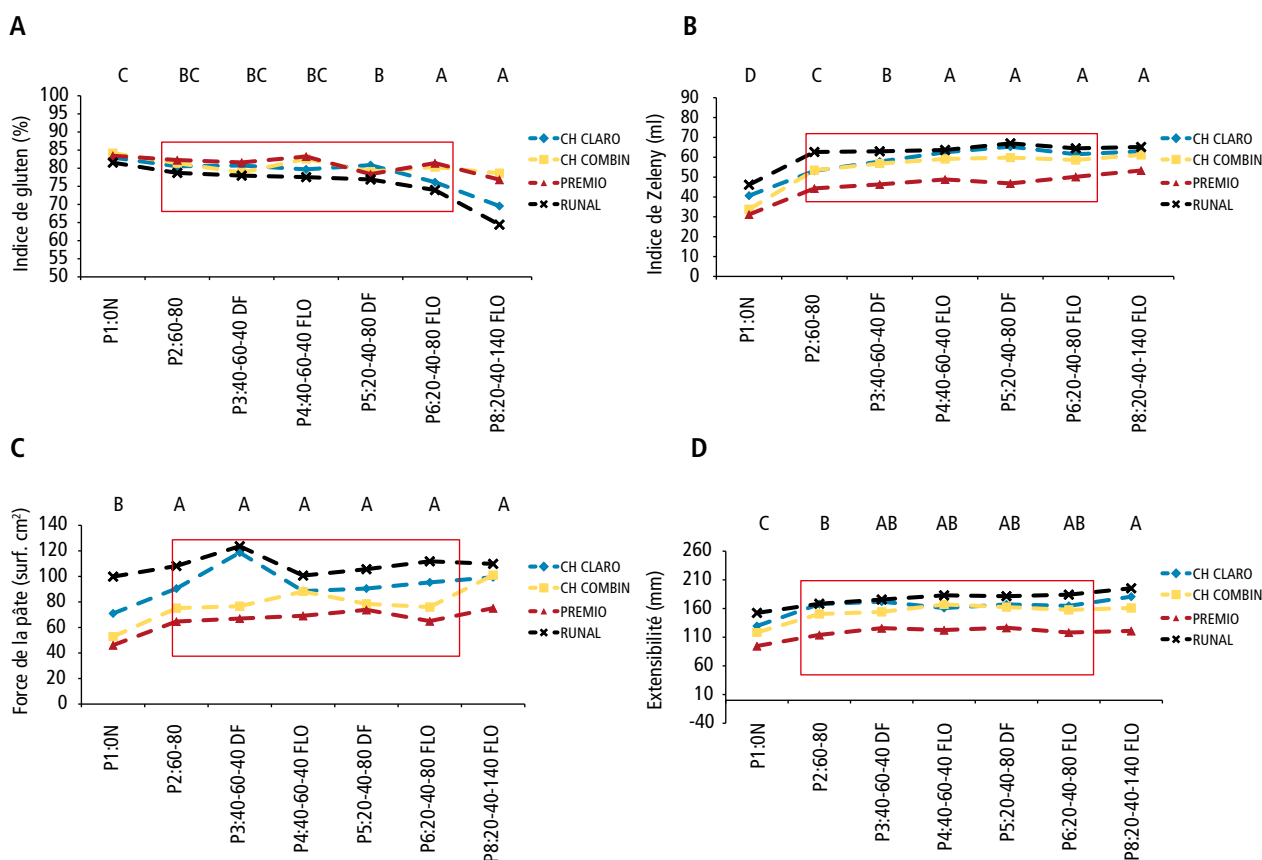 A
C BC BC BC B A A
Indice de gluten (%)
100
95
90
85
80
75
70
65
60
55
50
CH CLARO
CH COMBIN
PREMIO
RUNAL
P1:0N
P2:60-80
P3:40-60-40 DF
P4:40-60-40 FLO
P5:20-40-80 DF
P6:20-40-80 FLO
P8:20-40-140 FLO
B
D C B A A A A
Indice de Zeleny (ml)
90
80
70
60
50
40
30
20
10
0
CH CLARO
CH COMBIN
PREMIO
RUNAL
P1:0N
P2:60-80
P3:40-60-40 DF
P4:40-60-40 FLO
P5:20-40-80 DF
P6:20-40-80 FLO
P8:20-40-140 FLO
C
B A A A A A A
Force de la pâte (surf. cm²)
140
120
100
80
60
40
20
0
CH CLARO
CH COMBIN
PREMIO
RUNAL
P1:0N
P2:60-80
P3:40-60-40 DF
P4:40-60-40 FLO
P5:20-40-80 DF
P6:20-40-80 FLO
P8:20-40-140 FLO
D
C B AB AB AB AB A
Extensibilité (mm)
260
210
160
110
60
10
-40
CH CLARO
CH COMBIN
PREMIO
RUNAL
P1:0N
P2:60-80
P3:40-60-40 DF
P4:40-60-40 FLO
P5:20-40-80 DF
P6:20-40-80 FLO
P8:20-40-140 FLO